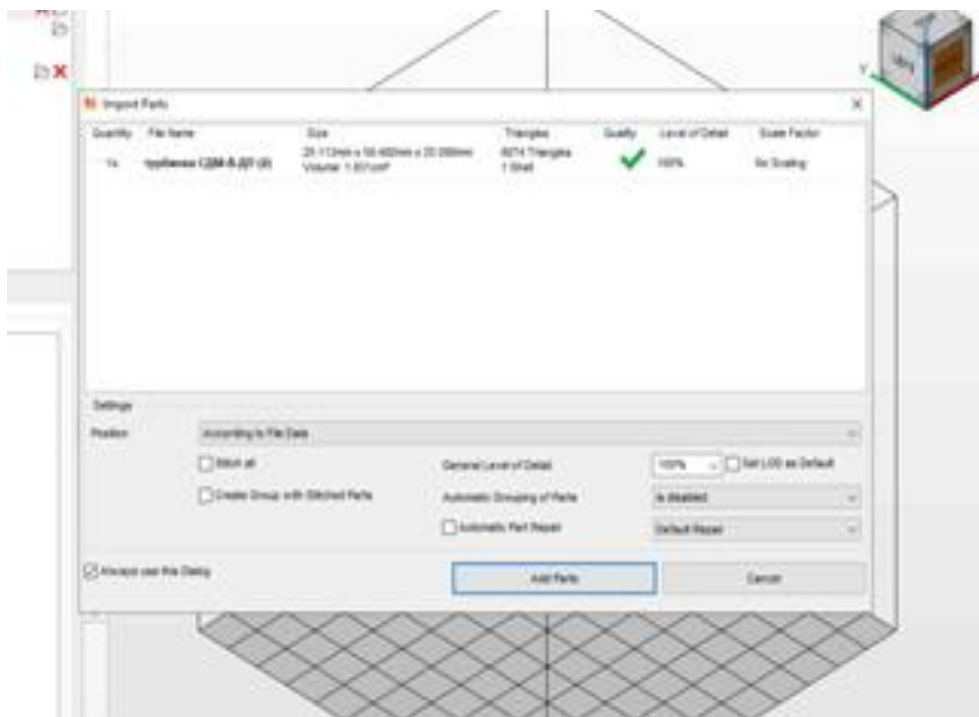 Import Parts
Quantity File Name Size Triangles Quality Level of Detail Scale Factor
1x 100% No Scaling
1 Shell
Settings
Position According to File Data
Stitch all General Level of Detail 100% Set LOD as Default
Create Group with Stitched Parts Automatic Grouping of Parts is disabled
Automatic Part Repair Default Repair
Always use this Dialog Add Parts Cancel